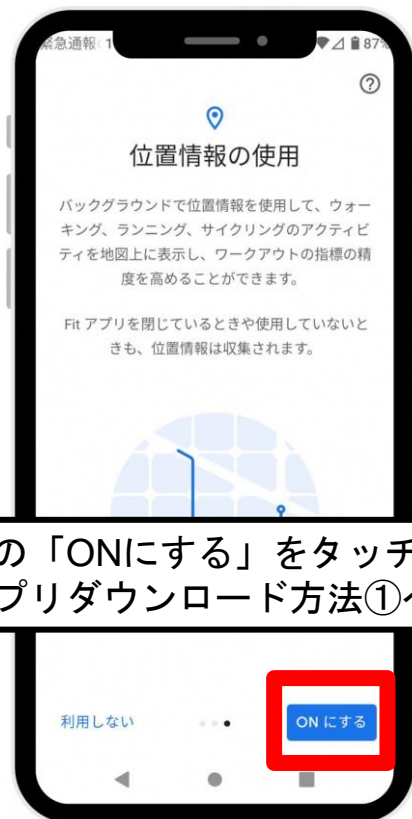 緊急通報 1
87%
位置情報の使用
バックグラウンドで位置情報を使用して、ウォー
キング、ランニング、サイクリングのアクティビ
ティを地図上に表示し、ワークアウトの指標の精
度を高めることができます。
Fit アプリを閉じているときや使用していないと
きも、位置情報は収集されます。
の「ONにする」をタッチ
プリダウンロード方法①へ
利用しない
ON にする